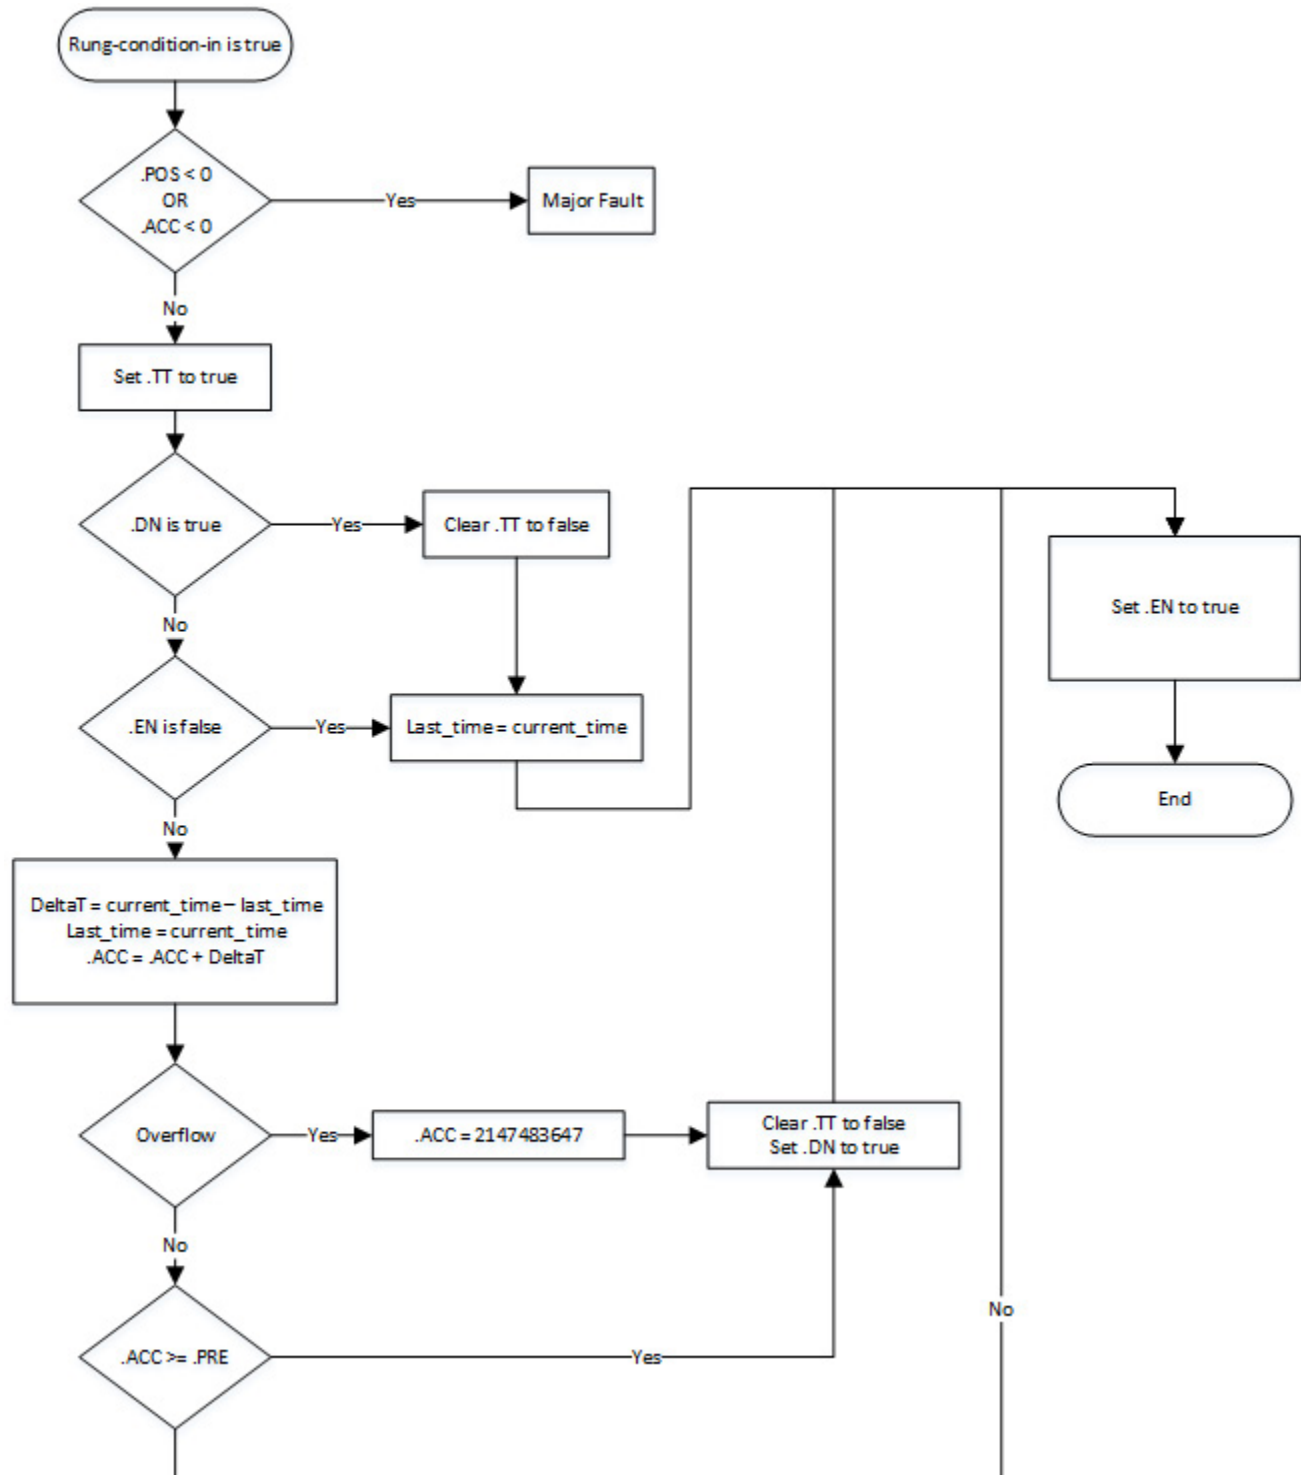 Rung-condition-in is true
.POS < 0
OR
.ACC < 0
Yes
Major Fault
No
Set .TT to true
.DN is true
Yes
Clear .TT to false
No
Set .EN to true
.EN is false
Yes
Last_time = current_time
End
No
DeltaT = current_time – last_time
Last_time = current_time
.ACC = .ACC + DeltaT
Overflow
Yes
.ACC = 2147483647
Clear .TT to false
Set .DN to true
No
No
.ACC >= .PRE
Yes